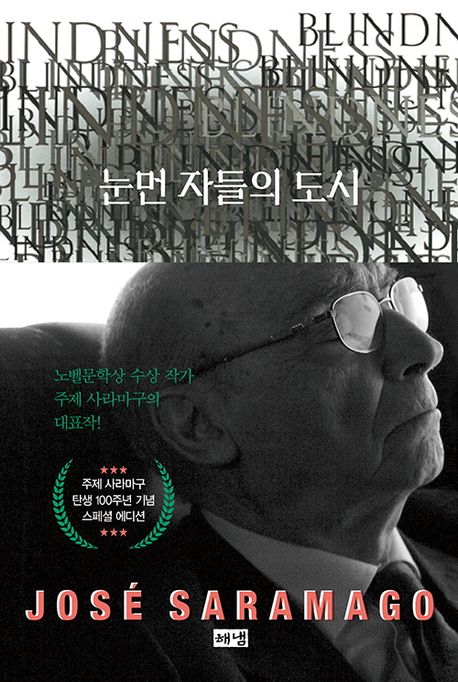 BLINDNESS
눈먼 자들의 도시
노벨문학상 수상 작가
주제 사라마구의
대표작!
주제 사라마구
탄생 100주년 기념
스페셜 에디션
JOSÉ SARAMAGO
해냄